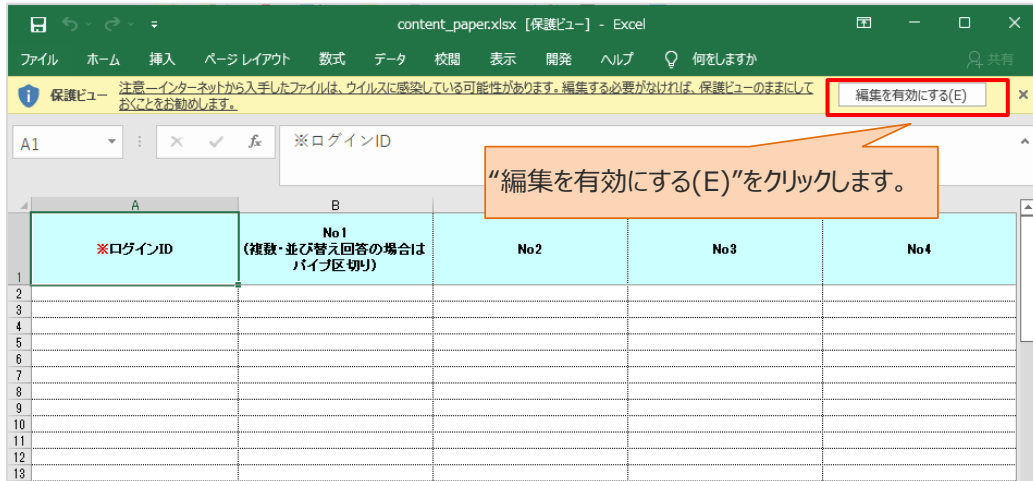 content_paper.xlsx [保護ビュー] - Excel
ファイル ホーム 挿入 ページ レイアウト 数式 データ 校閲 表示 開発 ヘルプ 何をしますか 共有
保護ビュー 注意—インターネットから入手したファイルは、ウイルスに感染している可能性があります。編集する必要がなければ、保護ビューのままにして
おくことをお勧めします。
編集を有効にする(E)
A1 fx ※ログインID
“編集を有効にする(E)”をクリックします。
A B
1 ※ログインID
No1
(複数・並び替え回答の場合は
パイプ区切り)
No2
No3
No4
2
3
4
5
6
7
8
9
10
11
12
13